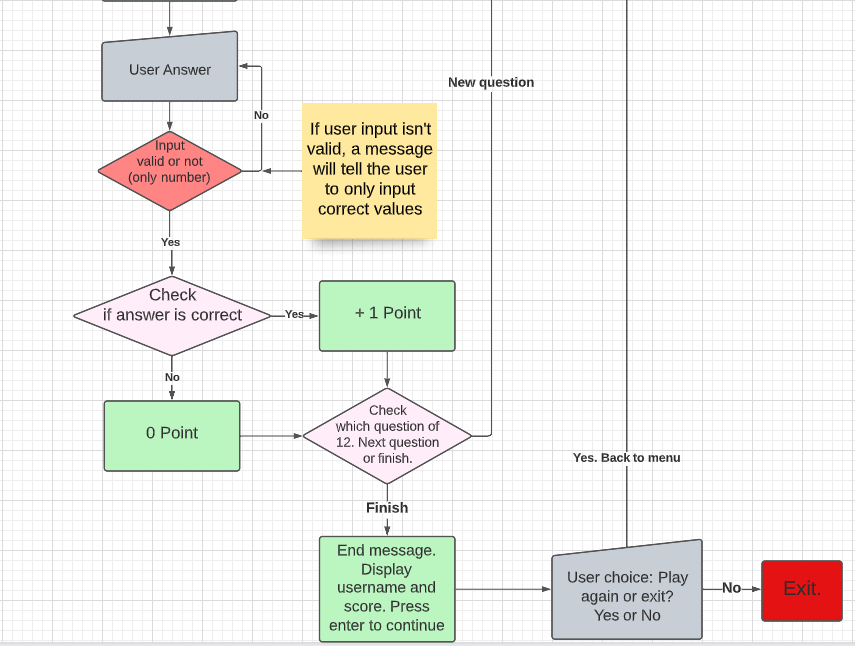 User Answer
New question
No
Input
valid or not
(only number)
If user input isn't
valid, a message
will tell the user
to only input
correct values
Yes
Check
if answer is correct
Yes
+ 1 Point
No
0 Point
Check
which question of
12. Next question
or finish.
Yes. Back to menu
Finish
End message.
Display
username and
score. Press
enter to continue
User choice: Play
again or exit?
Yes or No
No
Exit.